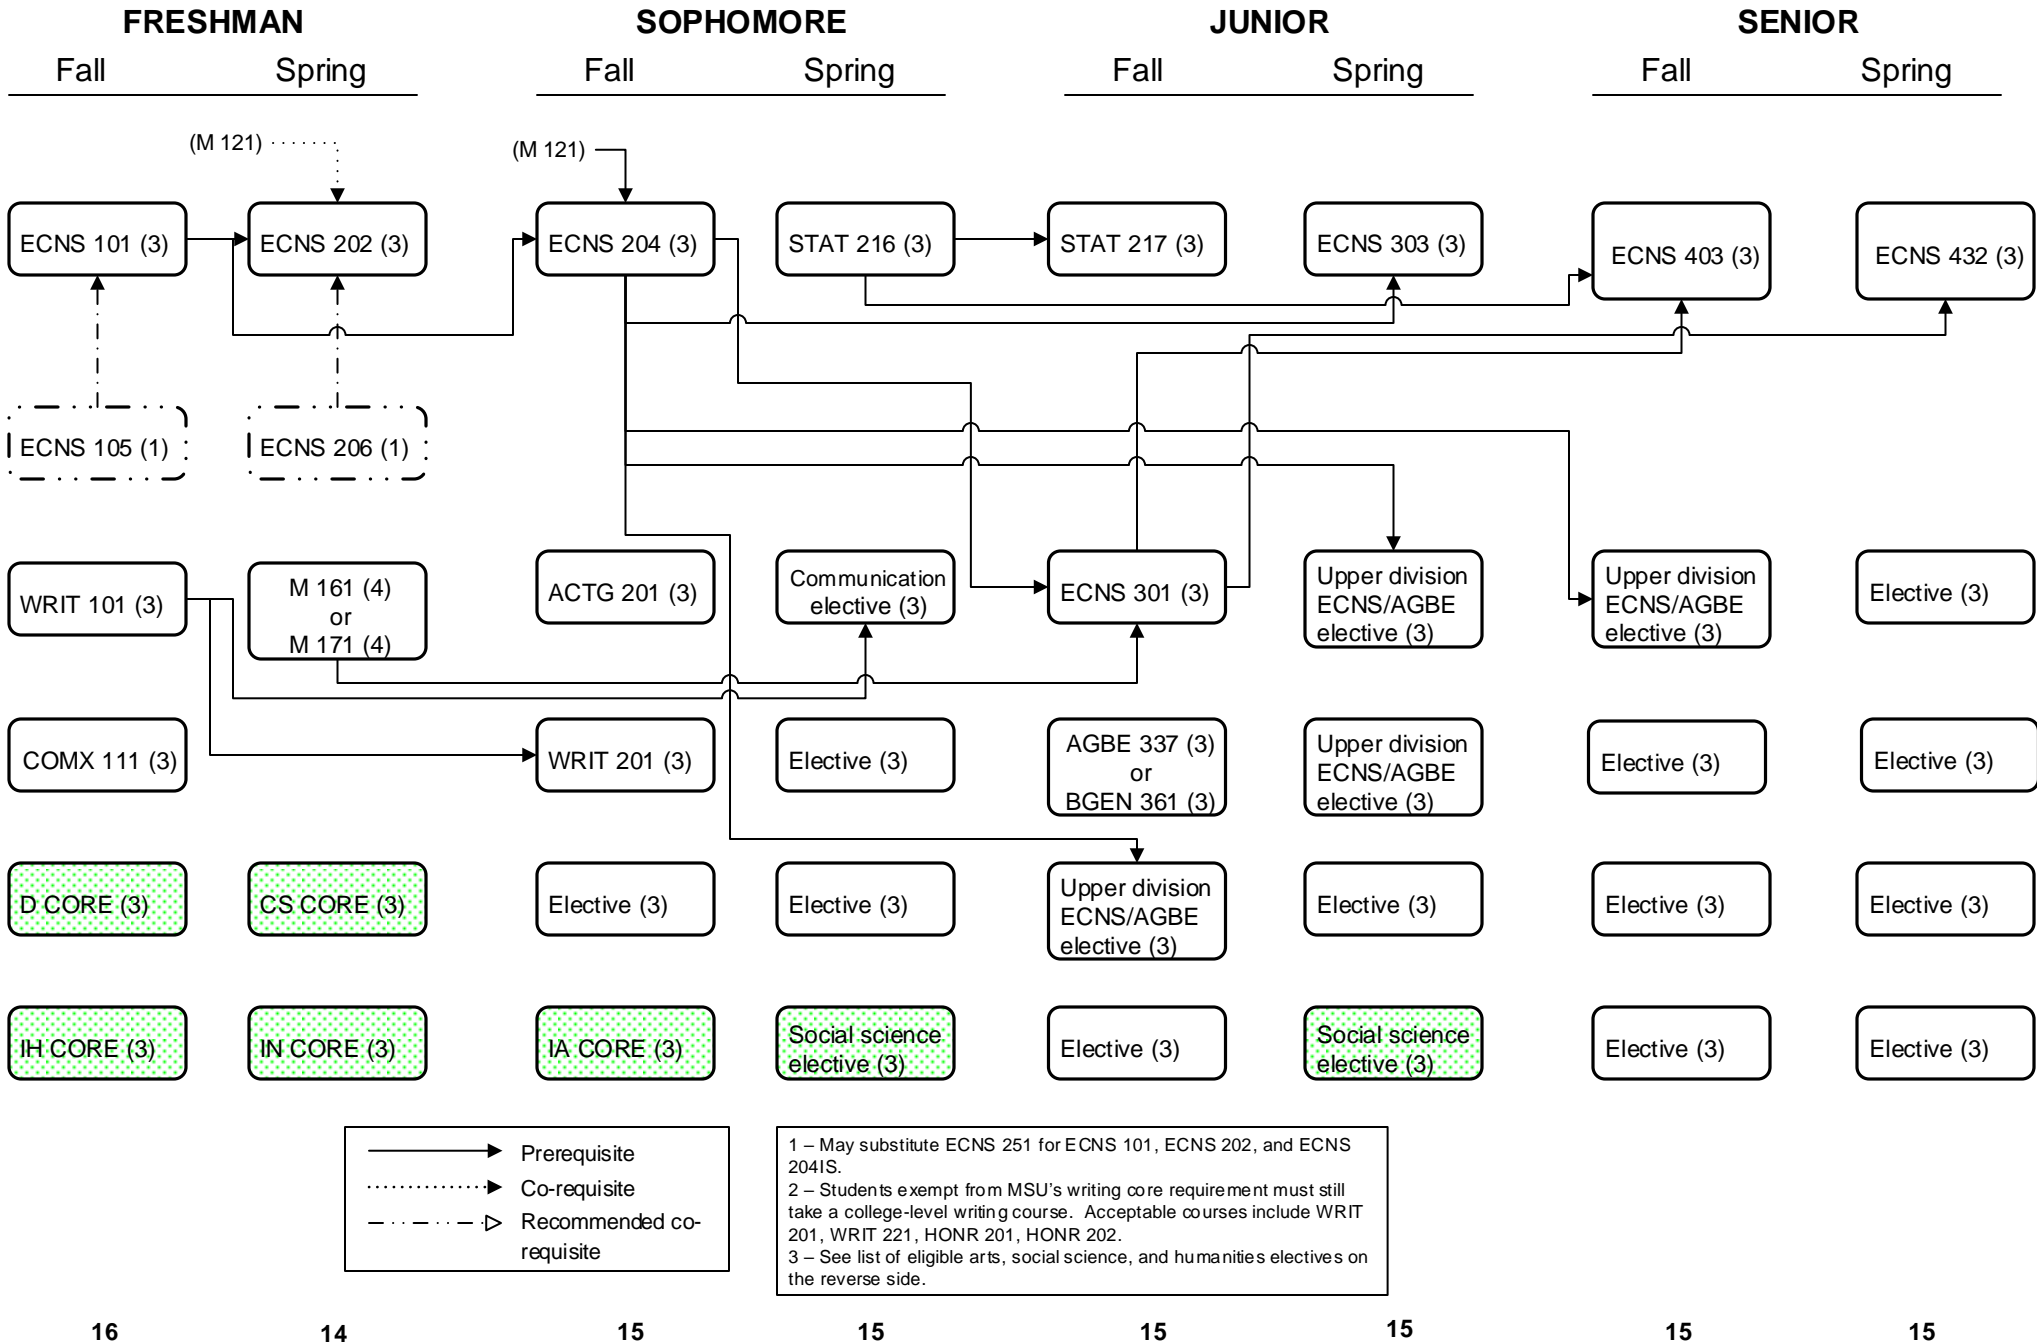 FRESHMAN
SOPHOMORE
JUNIOR
SENIOR
Fall
Spring
Fall
Spring
Fall
Spring
Fall
Spring
(M 121)
(M 121)
ECNS 101 (3)
ECNS 202 (3)
ECNS 204 (3)
STAT 216 (3)
STAT 217 (3)
ECNS 303 (3)
ECNS 403 (3)
ECNS 432 (3)
ECNS 105 (1)
ECNS 206 (1)
WRIT 101 (3)
M 161 (4)
or
M 171 (4)
ACTG 201 (3)
Communication
elective (3)
ECNS 301 (3)
Upper division
ECNS/AGBE
elective (3)
Upper division
ECNS/AGBE
elective (3)
Elective (3)
COMX 111 (3)
WRIT 201 (3)
Elective (3)
AGBE 337 (3)
or
BGEN 361 (3)
Upper division
ECNS/AGBE
elective (3)
Elective (3)
Elective (3)
D CORE (3)
CS CORE (3)
Elective (3)
Elective (3)
Upper division
ECNS/AGBE
elective (3)
Elective (3)
Elective (3)
Elective (3)
IH CORE (3)
IN CORE (3)
IA CORE (3)
Social science
elective (3)
Elective (3)
Social science
elective (3)
Elective (3)
Elective (3)
Prerequisite
Co-requisite
Recommended co-
requisite
1 – May substitute ECNS 251 for ECNS 101, ECNS 202, and ECNS
204IS.
2 – Students exempt from MSU's writing core requirement must still
take a college-level writing course.  Acceptable courses include WRIT
201, WRIT 221, HONR 201, HONR 202.
3 – See list of eligible arts, social science, and humanities electives on
the reverse side.
16
14
15
15
15
15
15
15